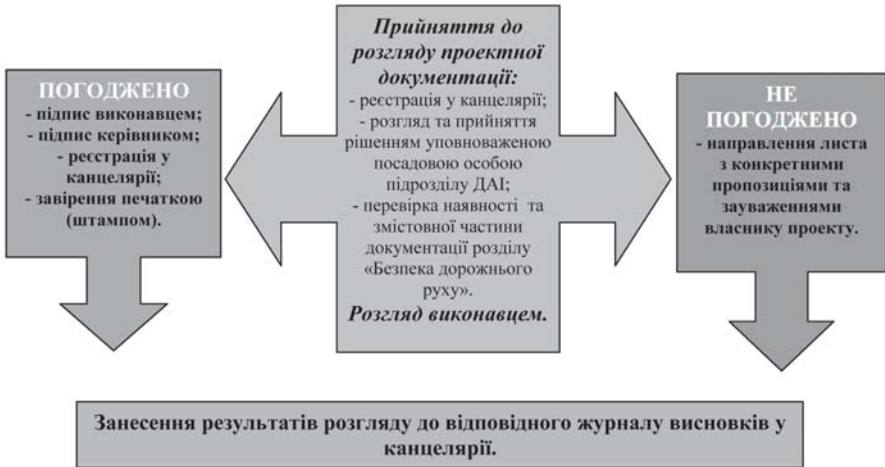 ПОГОДЖЕНО
- підпис виконавцем;
- підпис керівником;
- реєстрація у
канцелярії;
- завірення печаткою
(штампом).
Прийняття до
розгляду проектної
документації:
- реєстрація у канцелярії;
- розгляд та прийняття
рішенням уповноваженою
посадовою особою
підрозділу ДАІ;
- перевірка наявності та
змістовної частини
документації розділу
«Безпека дорожнього
руху».
Розгляд виконавцем.
НЕ
ПОГОДЖЕНО
- направлення листа
з конкретними
пропозиціями та
зауваженнями
власнику проекту.
Занесення результатів розгляду до відповідного журналу висновків у
канцелярії.